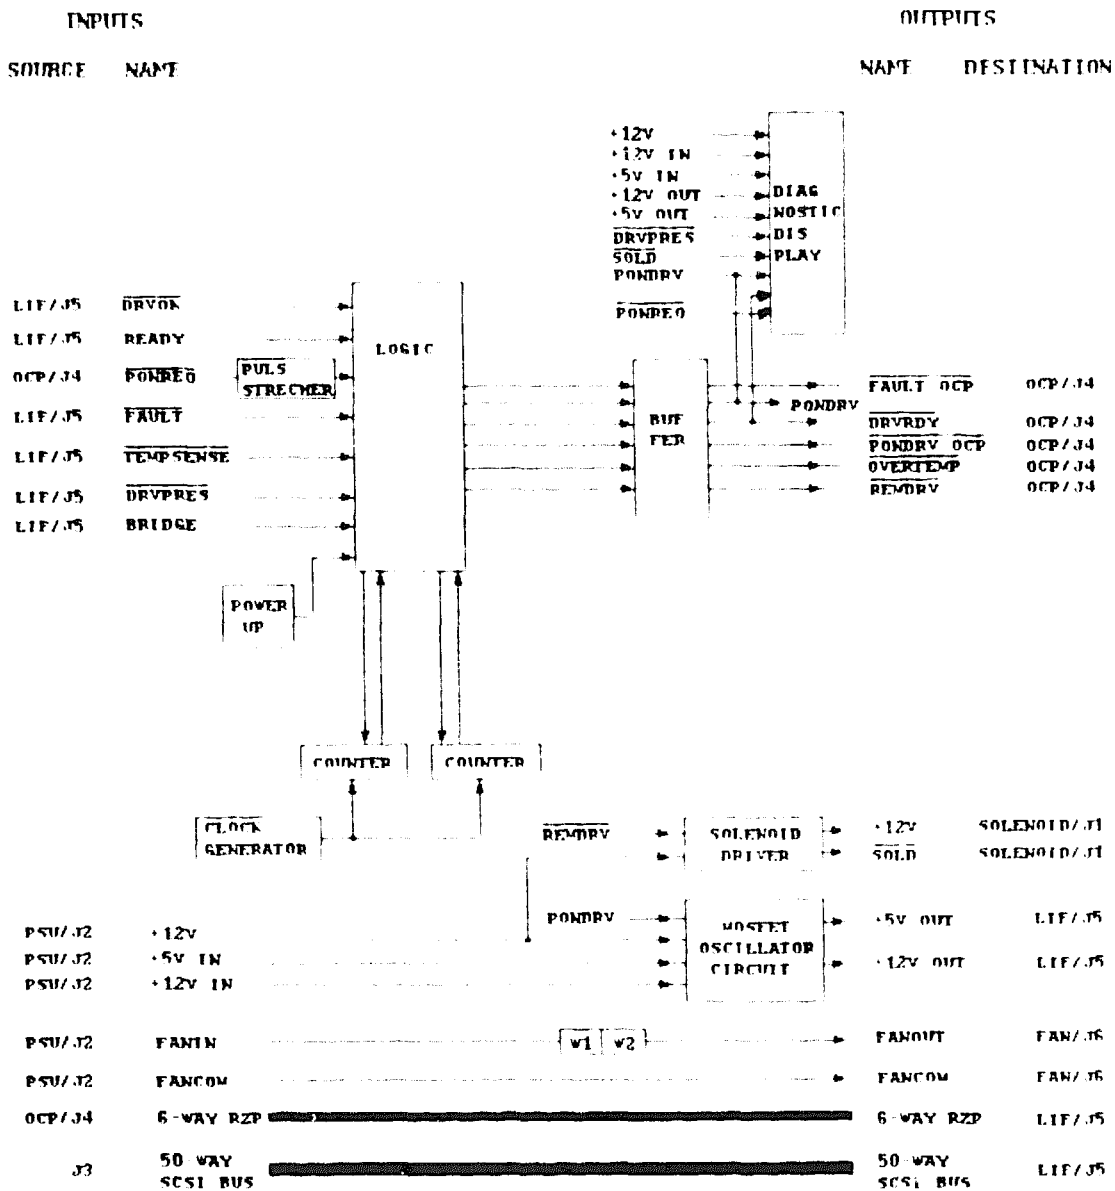 INPUTS OUTPUTS
SOURCE NAME NAME DESTINATION
+12V
+12V IN
+5V IN
+12V OUT
+5V OUT
DRVPRES
SOLD
PONDRV
PONREQ
DIAG
NOSTIC
DIS
PLAY
LIF/J5 DRVON
LIF/J5 READY
OCP/J4 PONREQ
PULS
STRECHER
LIF/J5 FAULT
LIF/J5 TEMPSENSE
LIF/J5 DRVPRES
LIF/J5 BRIDGE
LOGIC
BUF
FER
FAULT OCP OCP/J4
PONDRV
DRVRDY OCP/J4
PONDRV OCP OCP/J4
OVERTEMP OCP/J4
REMDRV OCP/J4
POWER
UP
COUNTER COUNTER
CLOCK
GENERATOR
REMDRV
SOLENOID
DRIVER
+12V SOLENOID/J1
SOLD SOLENOID/J1
PSU/J2 +12V
PSU/J2 +5V IN
PSU/J2 +12V IN
PONDRV
MOSFET
OSCILLATOR
CIRCUIT
+5V OUT LIF/J5
+12V OUT LIF/J5
PSU/J2 FANIN W1 W2 FANOUT FAN/J6
PSU/J2 FANCOM FANCOM FAN/J6
OCP/J4 6-WAY RZP 6-WAY RZP LIF/J5
J3 50-WAY
SCSI BUS
50-WAY
SCSI BUS LIF/J5